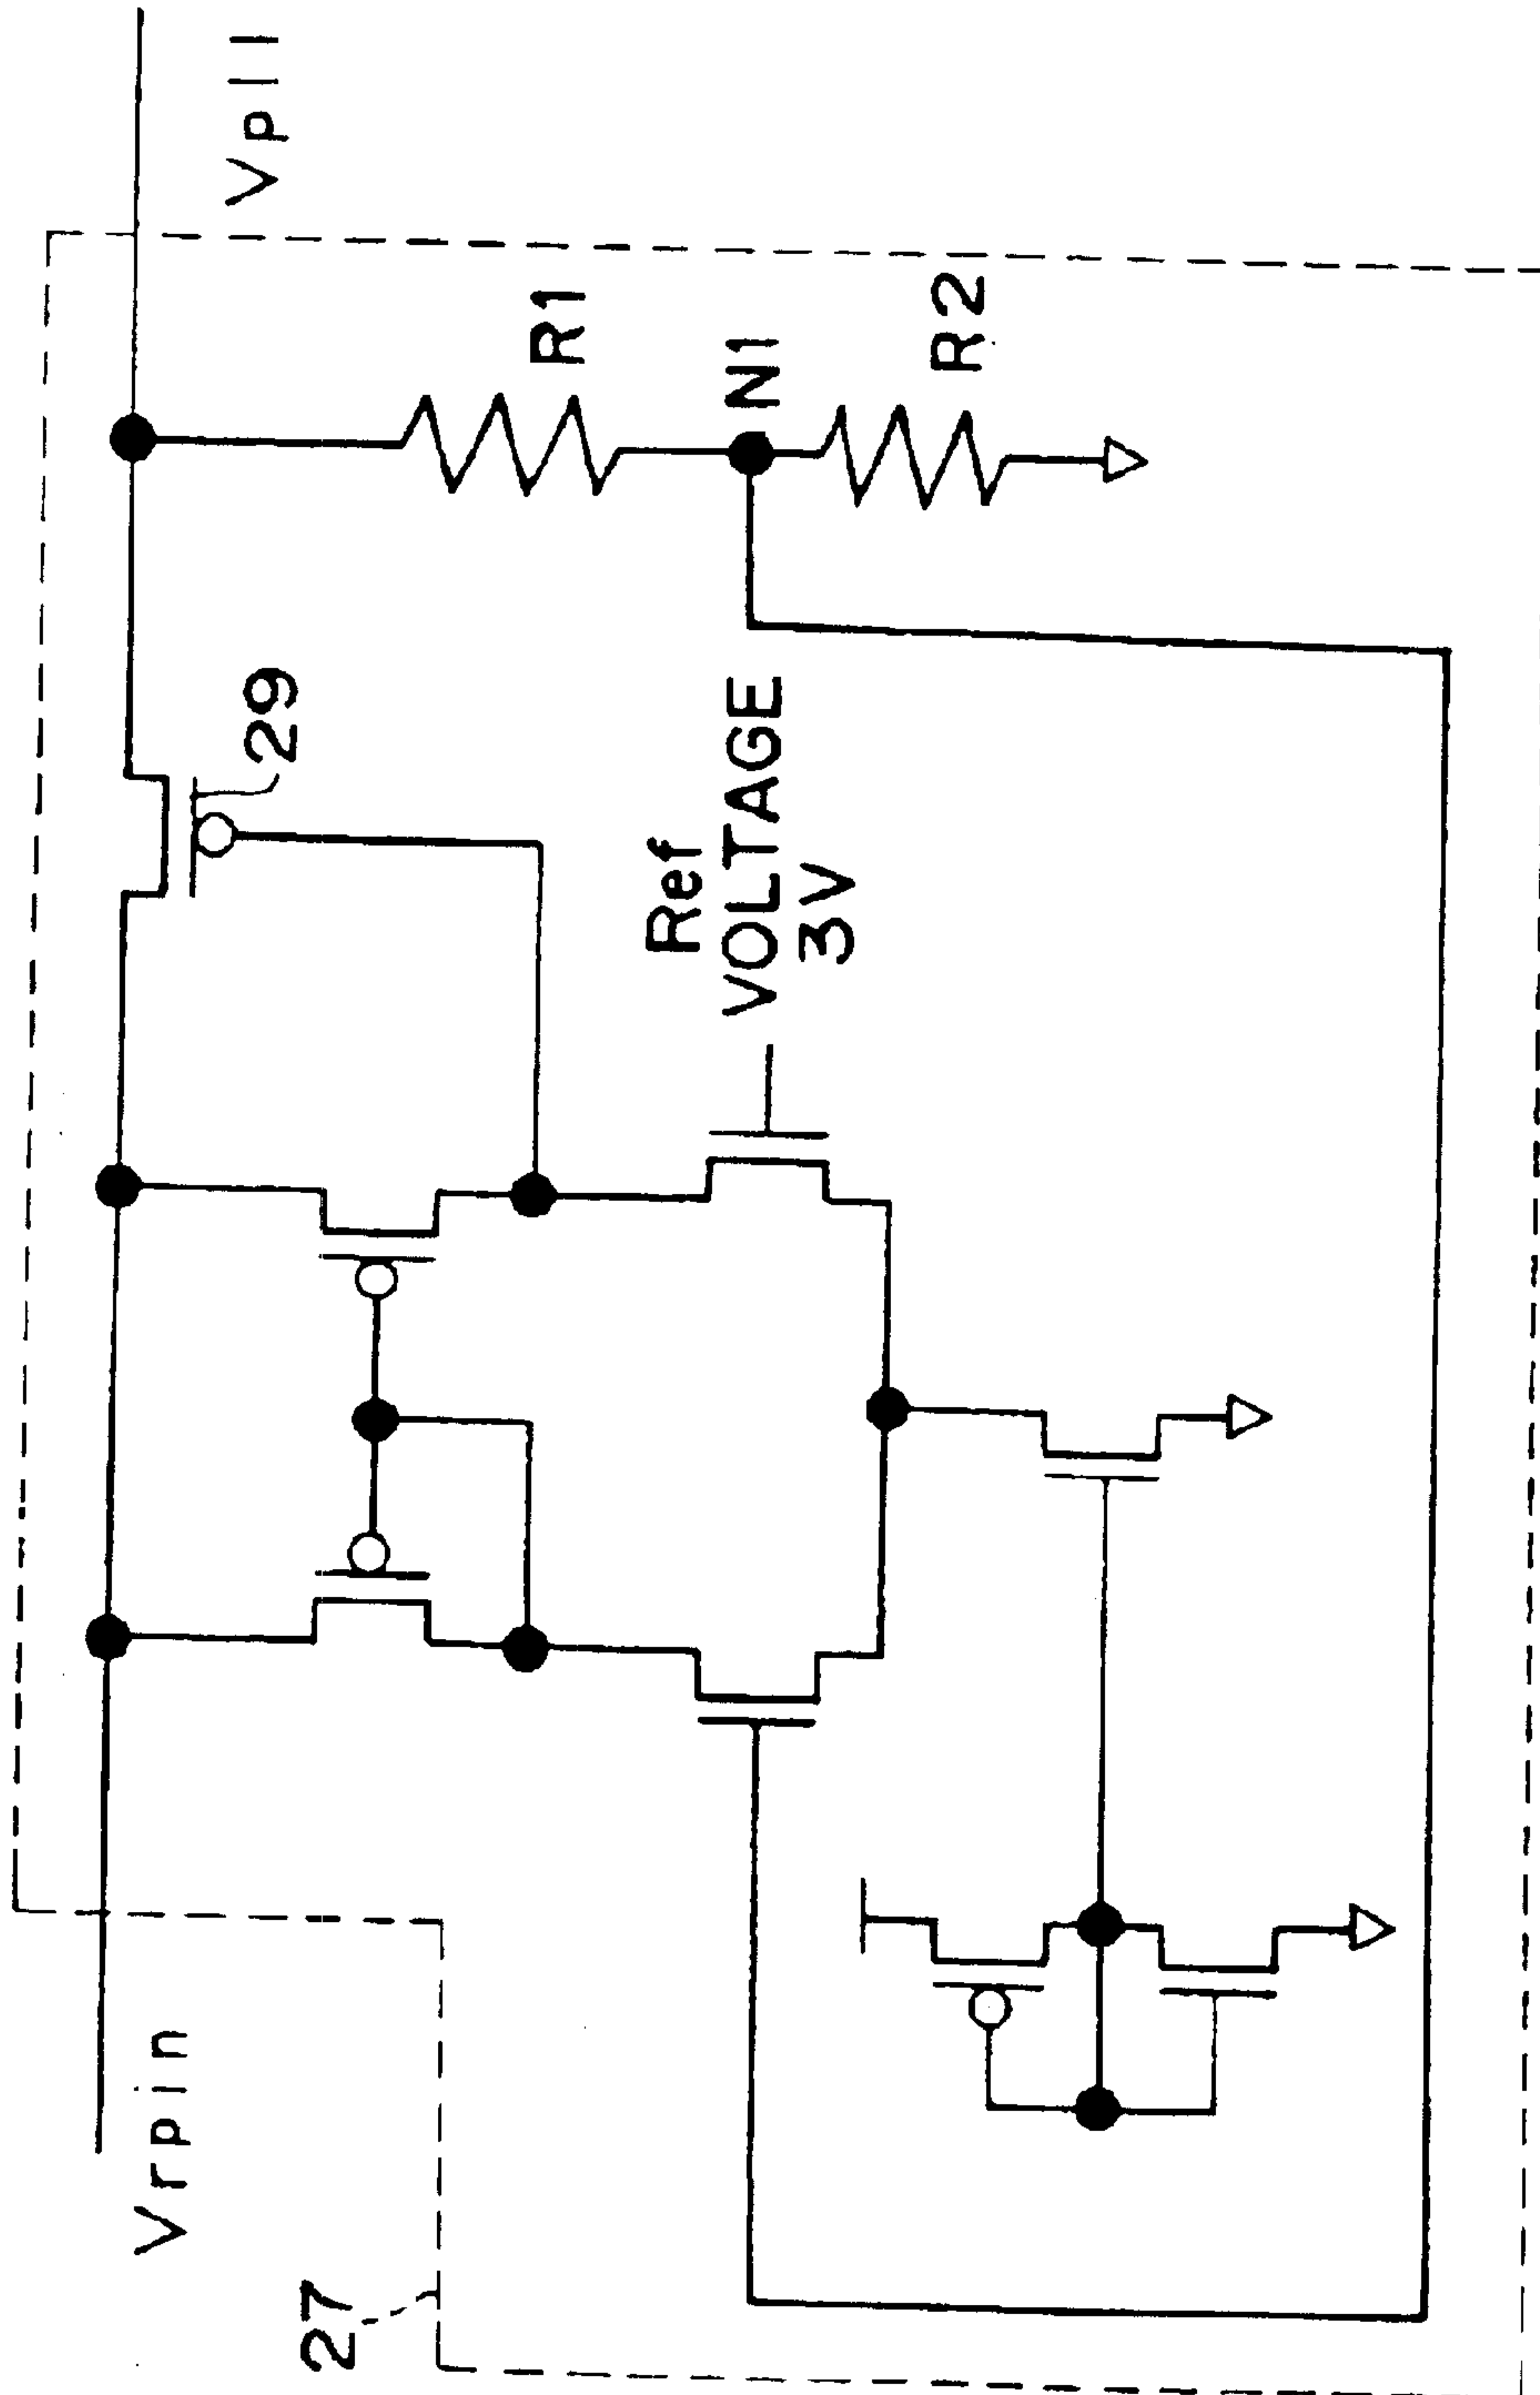 Vrpin
Vpll
27
29
R1
N1
R2
Ref
VOLTAGE
3V